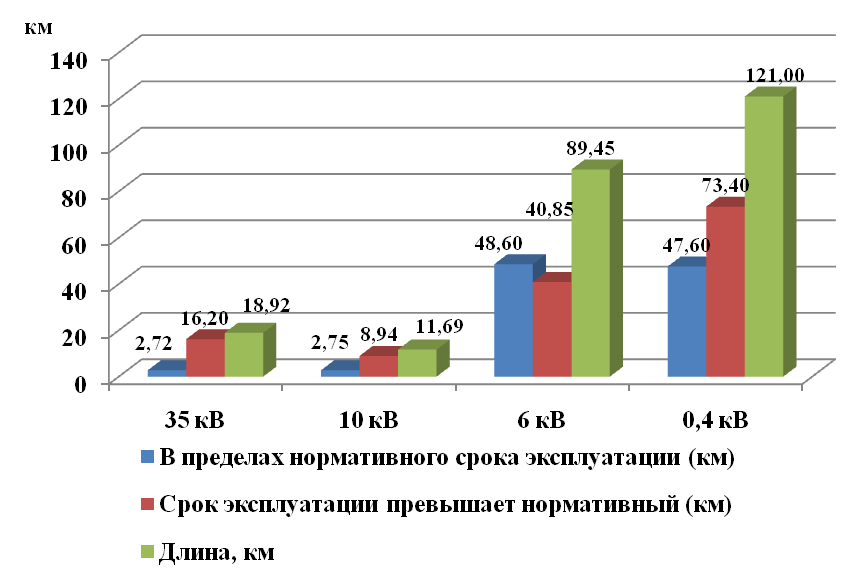 км
140
120
100
80
60
40
20
0
2,72 16,20 18,92
2,75 8,94 11,69
48,60 40,85 89,45
47,60 73,40 121,00
35 кВ 10 кВ 6 кВ 0,4 кВ
В пределах нормативного срока эксплуатации (км)
Срок эксплуатации превышает нормативный (км)
Длина, км